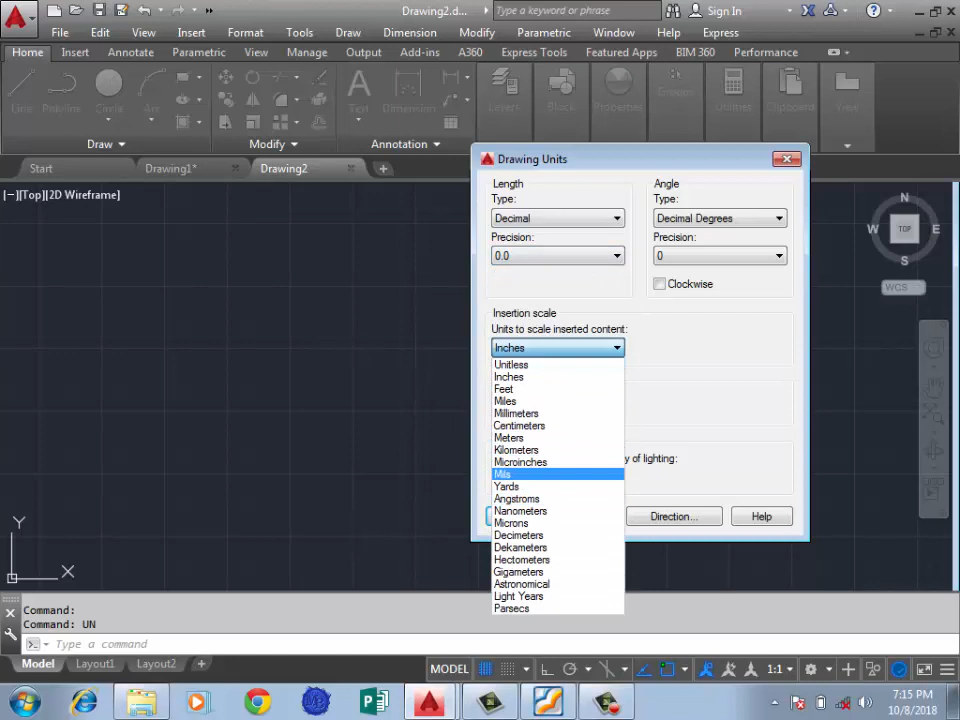 Drawing2.d...
Type a keyword or phrase
Sign In
File Edit View Insert Format Tools Draw Dimension Modify Parametric Window Help Express
Home Insert Annotate Parametric View Manage Output Add-ins A360 Express Tools Featured Apps BIM 360 Performance
Line Polyline Circle Arc Text Dimension Layers Block Properties Groups Utilities Clipboard View
Draw Modify Annotation
Start Drawing1* Drawing2
[−][Top][2D Wireframe]
Drawing Units
Length
Type:
Decimal
Precision:
0.0
Angle
Type:
Decimal Degrees
Precision:
0
Clockwise
Insertion scale
Units to scale inserted content:
Inches
Unitless
Inches
Feet
Miles
Millimeters
Centimeters
Meters
Kilometers
Microinches
Mils
Yards
Angstroms
Nanometers
Microns
Decimeters
Dekameters
Hectometers
Gigameters
Astronomical
Light Years
Parsecs
y of lighting:
Direction...
Help
N
W TOP E
S
WCS
Y
X
Command:
Command: UN
Type a command
Model Layout1 Layout2
MODEL
1:1
7:15 PM
10/8/2018